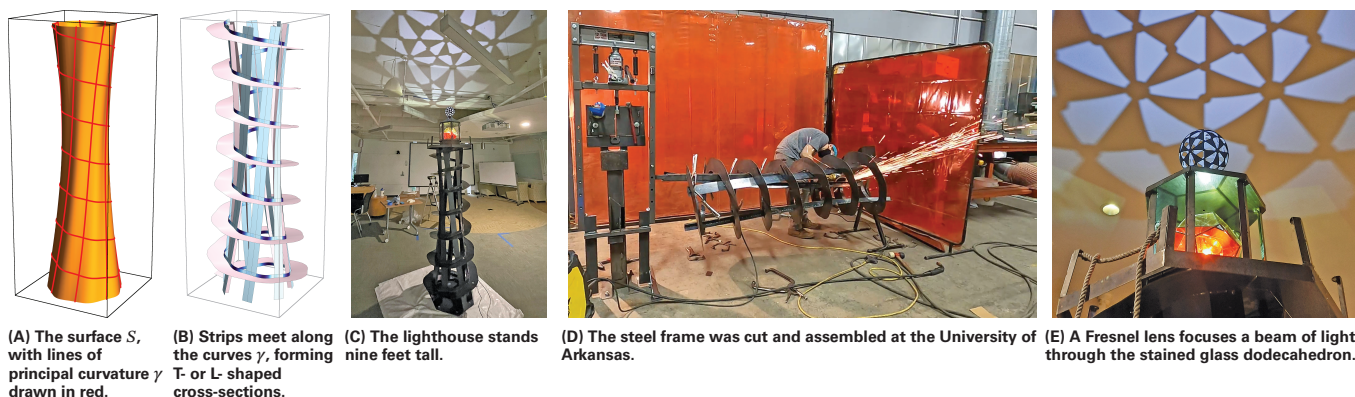 (A) The surface S,
with lines of
principal curvature γ
drawn in red.
(B) Strips meet along
the curves γ, forming
T- or L- shaped
cross-sections.
(C) The lighthouse stands
nine feet tall.
(D) The steel frame was cut and assembled at the University of
Arkansas.
(E) A Fresnel lens focuses a beam of light
through the stained glass dodecahedron.